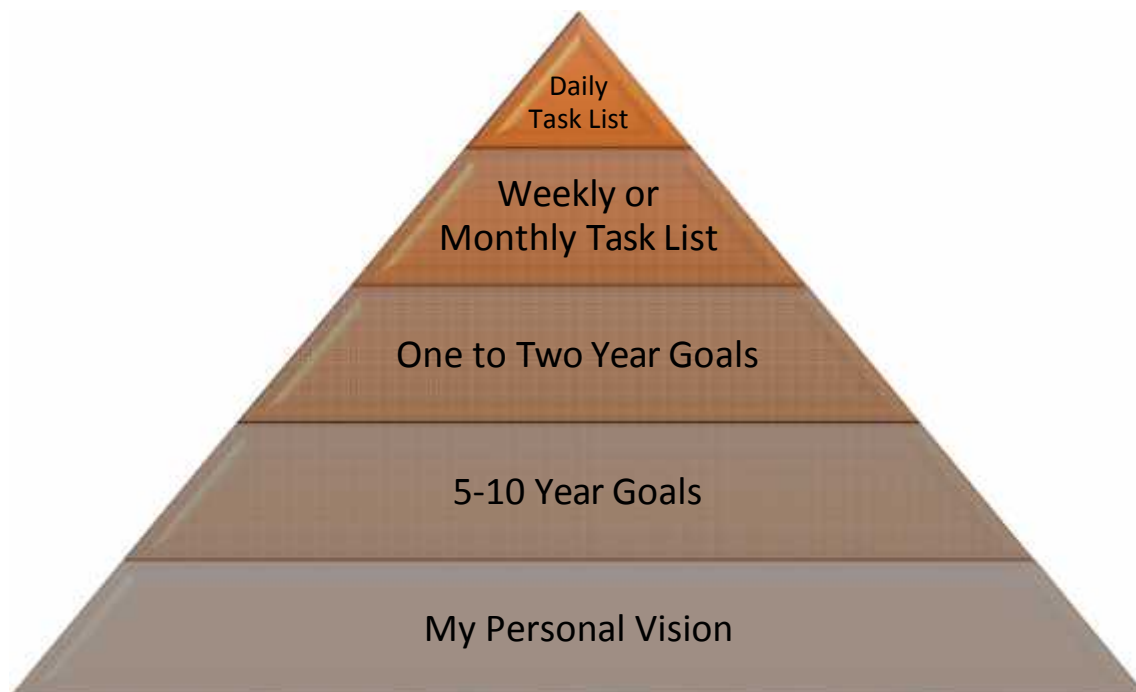 Daily
Task List
Weekly or
Monthly Task List
One to Two Year Goals
5-10 Year Goals
My Personal Vision